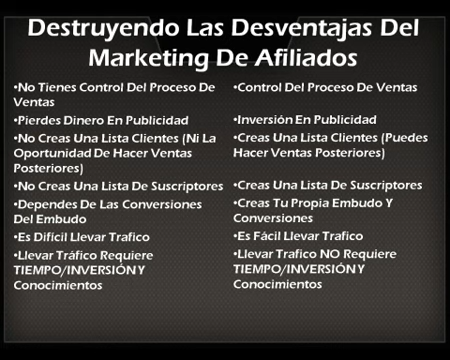 Destruyendo Las Desventajas Del
Marketing De Afiliados
•No Tienes Control Del Proceso De
Ventas
•Pierdes Dinero En Publicidad
•No Creas Una Lista Clientes (Ni La
Oportunidad De Hacer Ventas
Posteriores)
•No Creas Una Lista De Suscriptores
•Dependes De Las Conversiones
Del Embudo
•Es Difícil Llevar Trafico
•Llevar Tráfico Requiere
TIEMPO/INVERSIÓN Y
Conocimientos
•Control Del Proceso De Ventas
•Inversión En Publicidad
•Creas Una Lista Clientes (Puedes
Hacer Ventas Posteriores)
•Creas Una Lista De Suscriptores
•Creas Tu Propia Embudo Y
Conversiones
•Es Fácil Llevar Trafico
•Llevar Trafico NO Requiere
TIEMPO/INVERSIÓN Y
Conocimientos